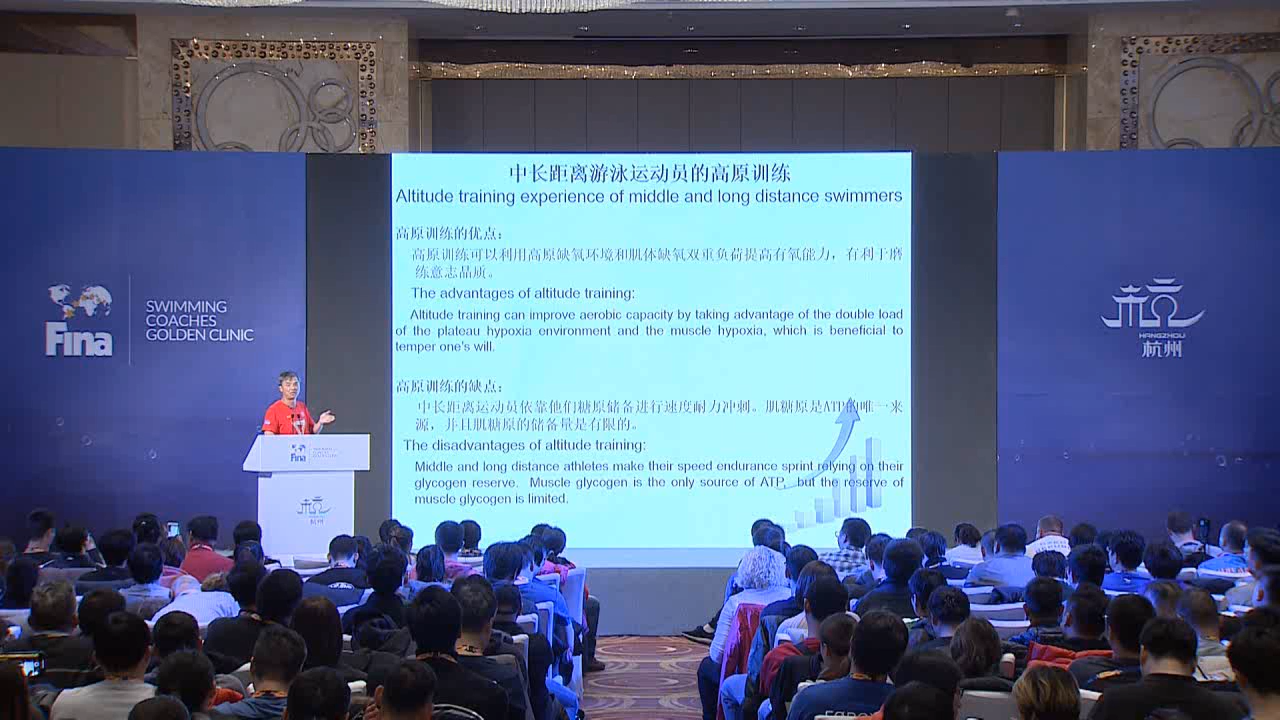 中长距离游泳运动员的高原训练
Altitude training experience of middle and long distance swimmers
高原训练的优点:
高原训练可以利用高原缺氧环境和肌体缺氧双重负荷提高有氧能力,有利于磨
练意志品质。
The advantages of altitude training:
Altitude training can improve aerobic capacity by taking advantage of the double load
of the plateau hypoxia environment and the muscle hypoxia, which is beneficial to
temper one's will.
高原训练的缺点:
中长距离运动员依靠他们糖原储备进行速度耐力冲刺。肌糖原是ATP的唯一来
源,并且肌糖原的储备量是有限的。
The disadvantages of altitude training:
Middle and long distance athletes make their speed endurance sprint relying on their
glycogen reserve. Muscle glycogen is the only source of ATP, but the reserve of
muscle glycogen is limited.
Fina
SWIMMING
COACHES
GOLDEN CLINIC
HANGZHOU
杭州
Fina
杭州